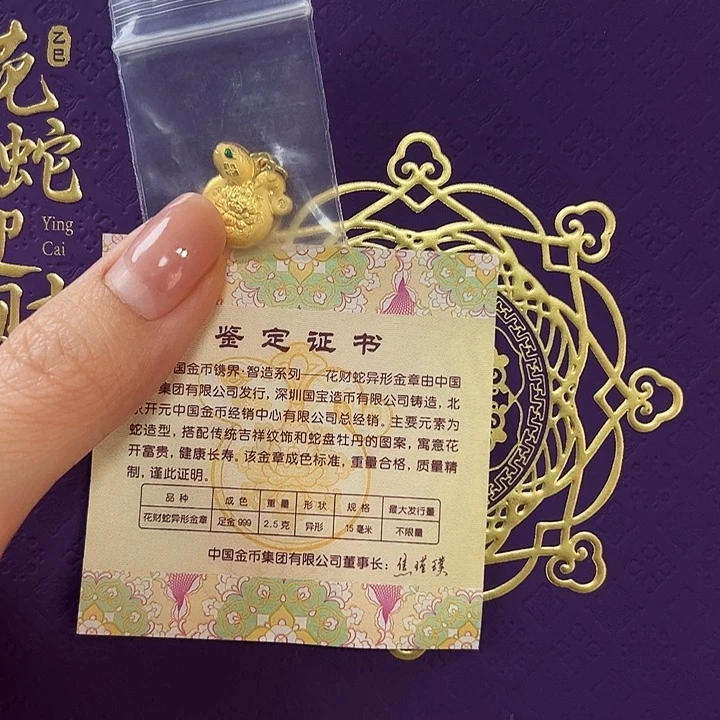 乙巳
花
蛇
迎
财
Ying
Cai
鉴定证书
国金币镌界·智造系列——花财蛇异形金章由中国
集团有限公司发行，深圳国宝造币有限公司铸造，北
京开元中国金币经销中心有限公司总经销。主要元素为
蛇造型，搭配传统吉祥纹饰和蛇盘牡丹的图案，寓意花
开富贵，健康长寿。该金章成色标准，重量合格，质量精
制，谨此证明。
品种 成色 重量 形状 规格 最大发行量
花财蛇异形金章 足金999 2.5克 异形 15毫米 不限量
中国金币集团有限公司董事长：焦瑾璞